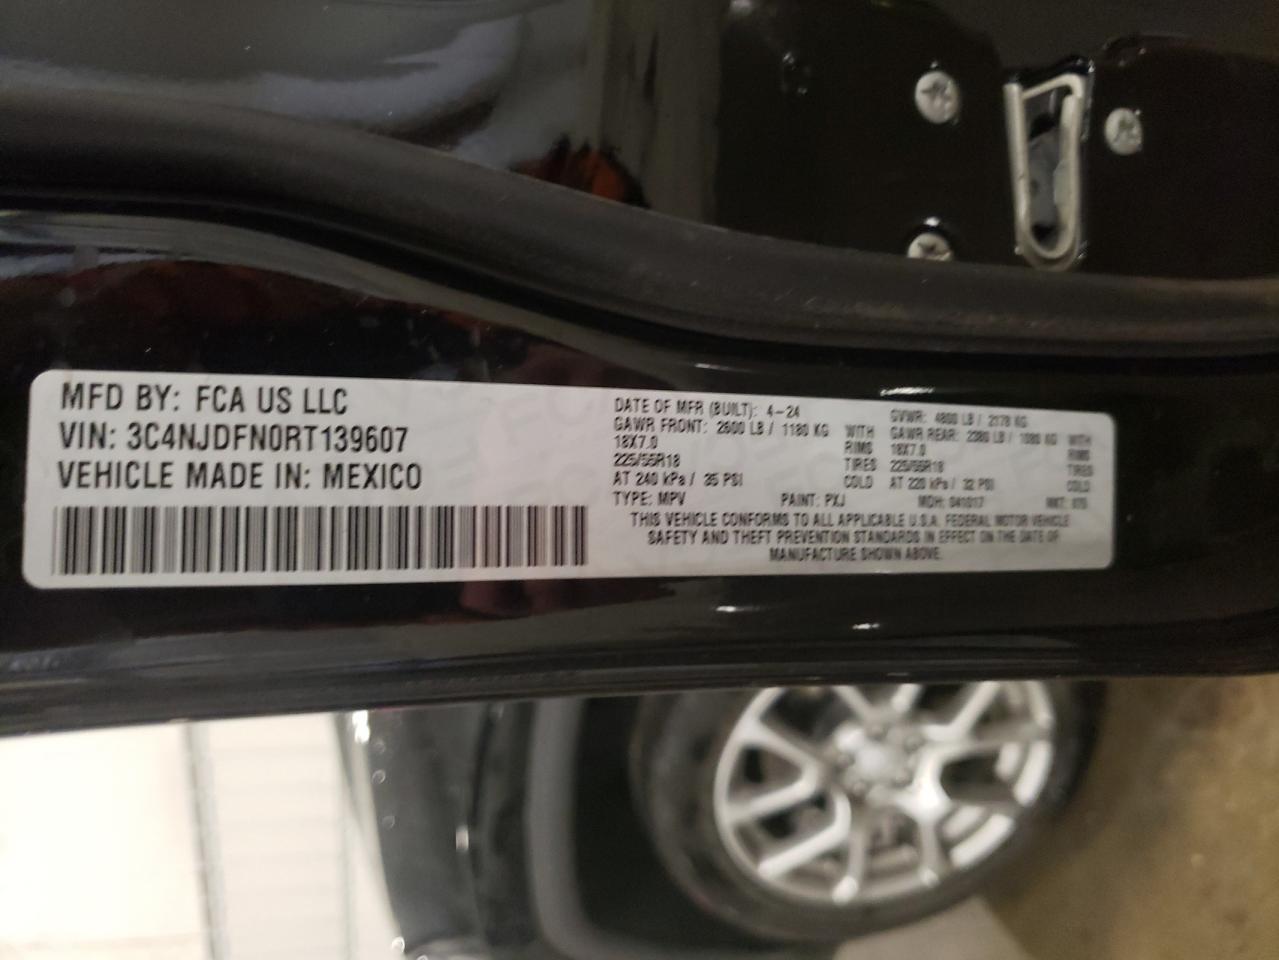 MFD BY: FCA US LLC
VIN: 3C4NJDFN0RT139607
VEHICLE MADE IN: MEXICO
DATE OF MFR (BUILT): 4-24
GAWR FRONT: 2600 LB / 1180 KG WITH
18X7.0 RIMS
225/55R18 TIRES
AT 240 kPa / 35 PSI COLD
GVWR: 4800 LB / 2178 KG
GAWR REAR: 2380 LB / 1080 KG WITH
18X7.0 RIMS
225/55R18 TIRES
AT 220 kPa / 32 PSI COLD
TYPE: MPV PAINT: PXJ MDH: 041017 MKT:
THIS VEHICLE CONFORMS TO ALL APPLICABLE U.S.A. FEDERAL MOTOR VEHICLE
SAFETY AND THEFT PREVENTION STANDARDS IN EFFECT ON THE DATE OF
MANUFACTURE SHOWN ABOVE.